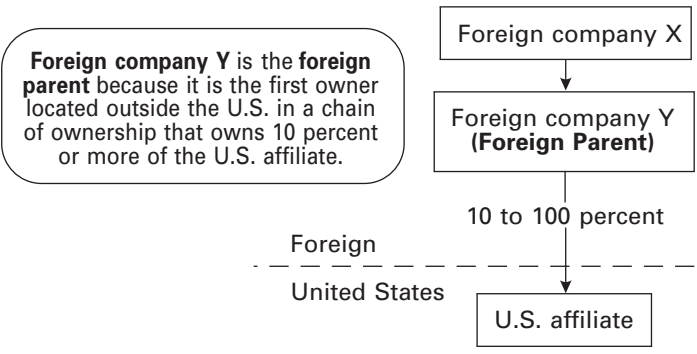 Foreign company Y is the foreign
parent because it is the first owner
located outside the U.S. in a chain
of ownership that owns 10 percent
or more of the U.S. affiliate.
Foreign company X
Foreign company Y
(Foreign Parent)
10 to 100 percent
Foreign
United States
U.S. affiliate